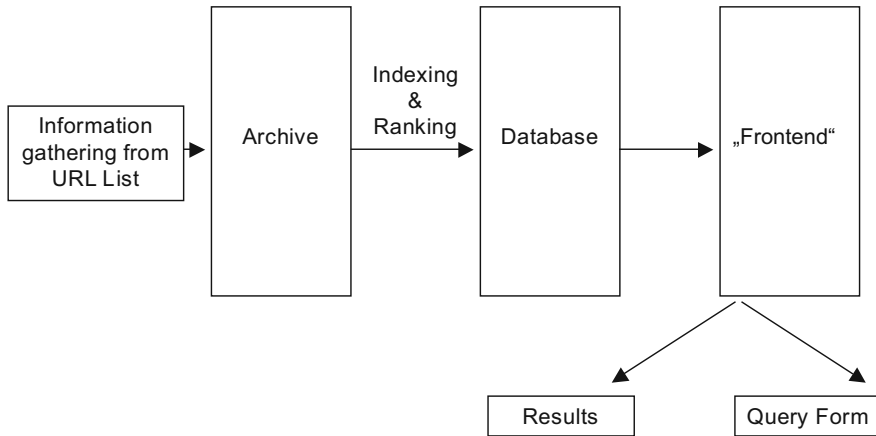 Information
gathering from
URL List
Archive
Indexing
&
Ranking
Database
„Frontend“
Results
Query Form